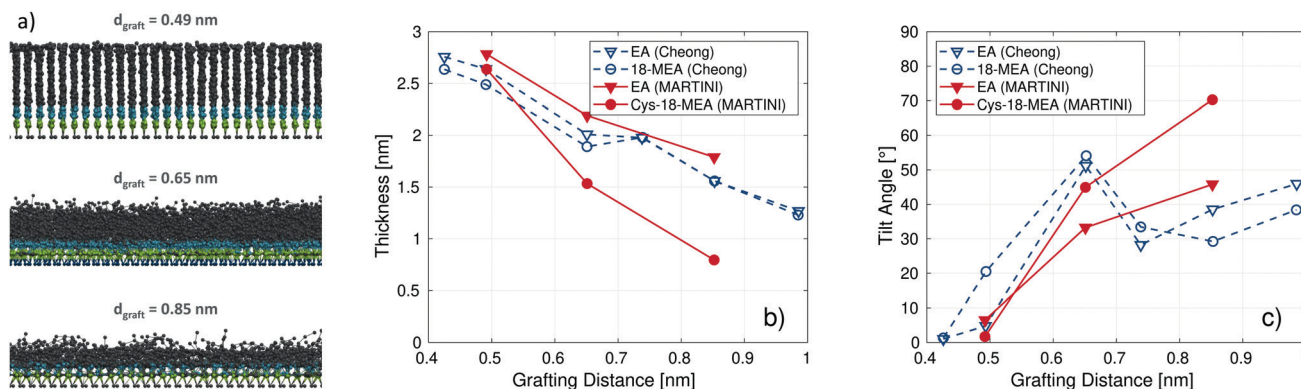 a)
d_graft = 0.49 nm
d_graft = 0.65 nm
d_graft = 0.85 nm
3
2.5
2
1.5
1
0.5
0
Thickness [nm]
EA (Cheong)
18-MEA (Cheong)
EA (MARTINI)
Cys-18-MEA (MARTINI)
b)
0.4 0.5 0.6 0.7 0.8 0.9 1
Grafting Distance [nm]
90
80
70
60
50
40
30
20
10
0
Tilt Angle [°]
EA (Cheong)
18-MEA (Cheong)
EA (MARTINI)
Cys-18-MEA (MARTINI)
c)
0.4 0.5 0.6 0.7 0.8 0.9
Grafting Distance [nm]